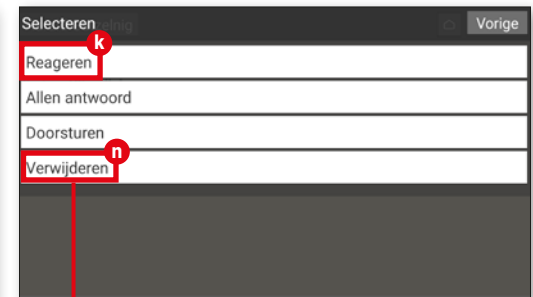 Selecteren Vorige
k
Reageren
Allen antwoord
Doorsturen
n
Verwijderen